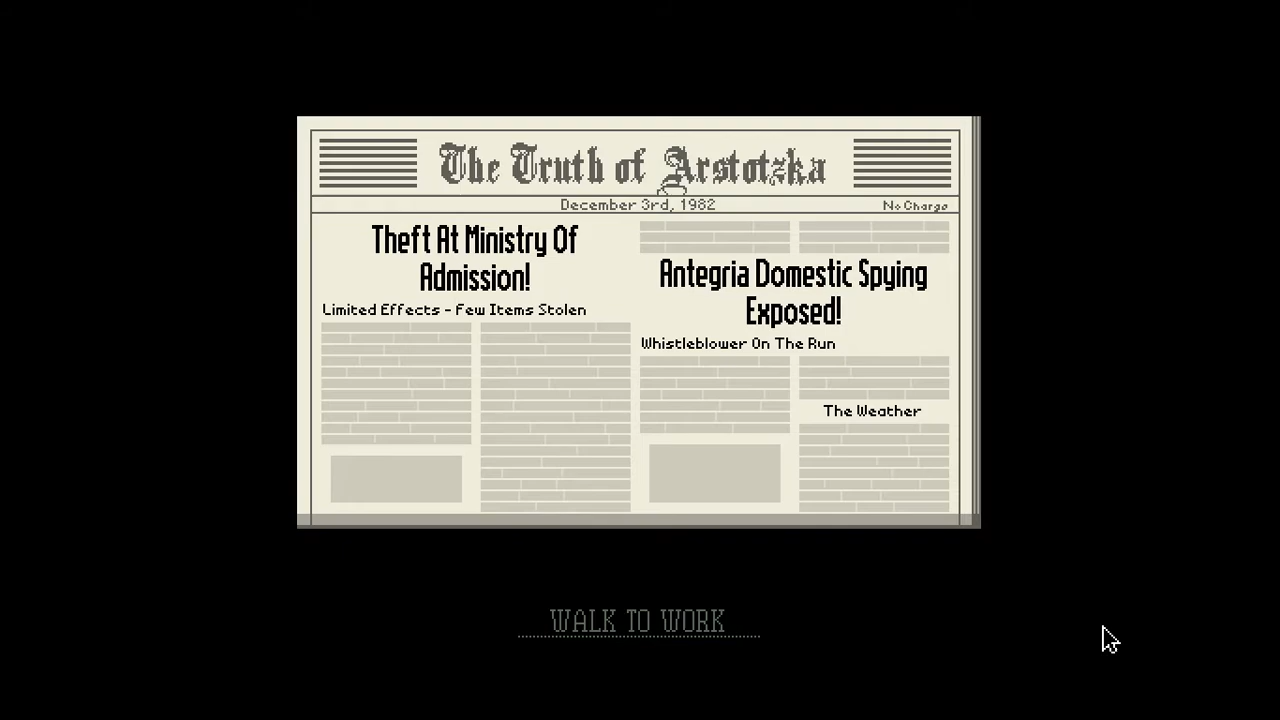 The Truth of Arstotzka
December 3rd, 1982
No Charge
Theft At Ministry Of
Admission!
Limited Effects - Few Items Stolen
Antegria Domestic Spying
Exposed!
Whistleblower On The Run
The Weather
WALK TO WORK